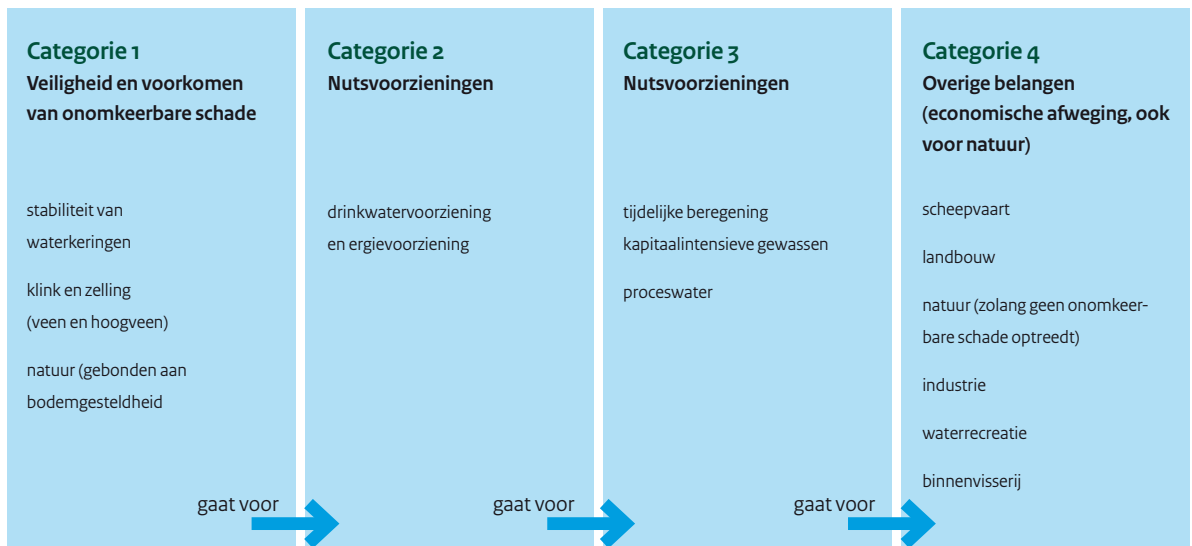 Categorie 1
Veiligheid en voorkomen
van onomkeerbare schade
stabiliteit van
waterkeringen
klink en zelling
(veen en hoogveen)
natuur (gebonden aan
bodemgesteldheid
gaat voor
Categorie 2
Nutsvoorzieningen
drinkwatervoorziening
en ergievoorziening
gaat voor
Categorie 3
Nutsvoorzieningen
tijdelijke beregening
kapitaalintensieve gewassen
proceswater
gaat voor
Categorie 4
Overige belangen
(economische afweging, ook
voor natuur)
scheepvaart
landbouw
natuur (zolang geen onomkeer-
bare schade optreedt)
industrie
waterrecreatie
binnenvisserij